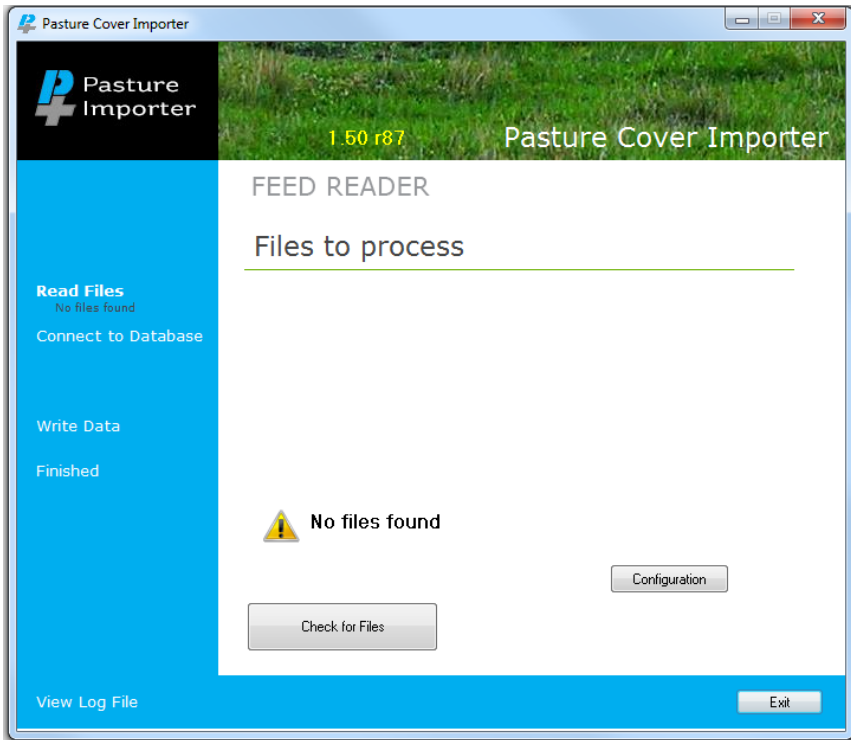 Pasture Cover Importer
Pasture
Importer
1.50 r87
Pasture Cover Importer
FEED READER
Files to process
Read Files
No files found
Connect to Database
Write Data
Finished
No files found
Configuration
Check for Files
View Log File
Exit